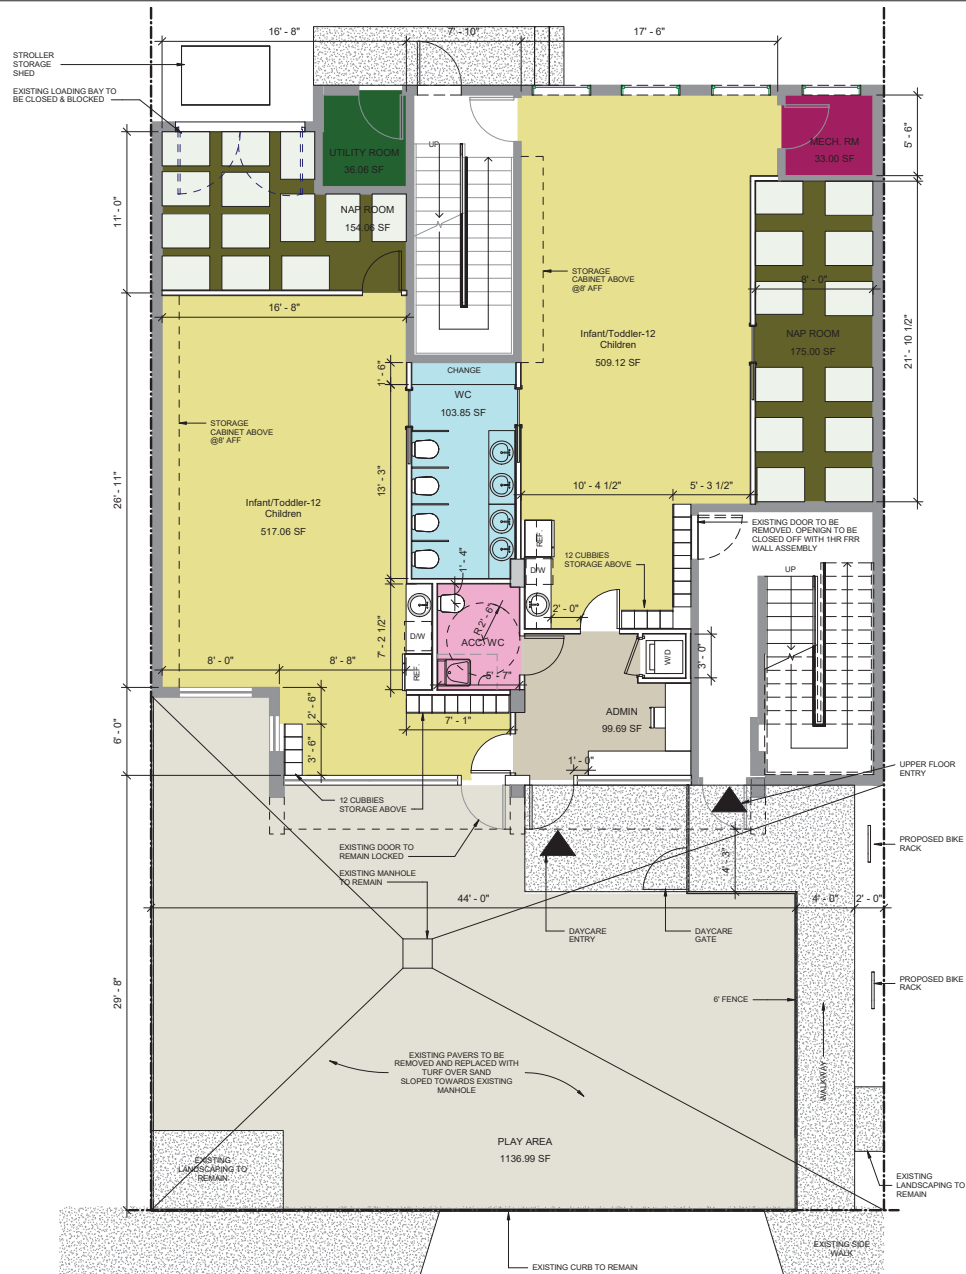 16' - 8"
7' - 10"
17' - 6"
STROLLER
STORAGE
SHED
EXISTING LOADING BAY TO
BE CLOSED & BLOCKED
UP
UTILITY ROOM
36.06 SF
MECH. RM
33.00 SF
5' - 6"
11' - 0"
NAP ROOM
154.06 SF
STORAGE
CABINET ABOVE
@8' AFF
8' - 0"
16' - 8"
Infant/Toddler-12
Children
509.12 SF
NAP ROOM
175.00 SF
21' - 10 1/2"
CHANGE
1' - 6"
WC
103.85 SF
STORAGE
CABINET ABOVE
@8' AFF
26' - 11"
13' - 3"
10' - 4 1/2"
5' - 3 1/2"
Infant/Toddler-12
Children
517.06 SF
REF.
EXISTING DOOR TO BE
REMOVED. OPENIGN TO BE
CLOSED OFF WITH 1HR FRR
WALL ASSEMBLY
12 CUBBIES
STORAGE ABOVE
D/W
UP
1' - 4"
2' - 0"
R 2' - 6"
7' - 2 1/2"
D/W
ACC. WC
W/D
3' - 0"
8' - 0"
8' - 8"
REF.
5' - 7"
2' - 6"
7' - 1"
ADMIN
99.69 SF
6' - 0"
3' - 6"
1' - 0"
UPPER FLOOR
ENTRY
12 CUBBIES
STORAGE ABOVE
EXISTING DOOR TO
REMAIN LOCKED
PROPOSED BIKE
RACK
4' - 3"
EXISTING MANHOLE
TO REMAIN
44' - 0"
4' - 0"
2' - 0"
DAYCARE
ENTRY
DAYCARE
GATE
29' - 8"
PROPOSED BIKE
RACK
6' FENCE
EXISTING PAVERS TO BE
REMOVED AND REPLACED WITH
TURF OVER SAND
SLOPED TOWARDS EXISTING
MANHOLE
WALKWAY
PLAY AREA
1136.99 SF
EXISTING
LANDSCAPING TO
REMAIN
EXISTING
LANDSCAPING TO
REMAIN
EXISTING SIDE
WALK
EXISTING CURB TO REMAIN